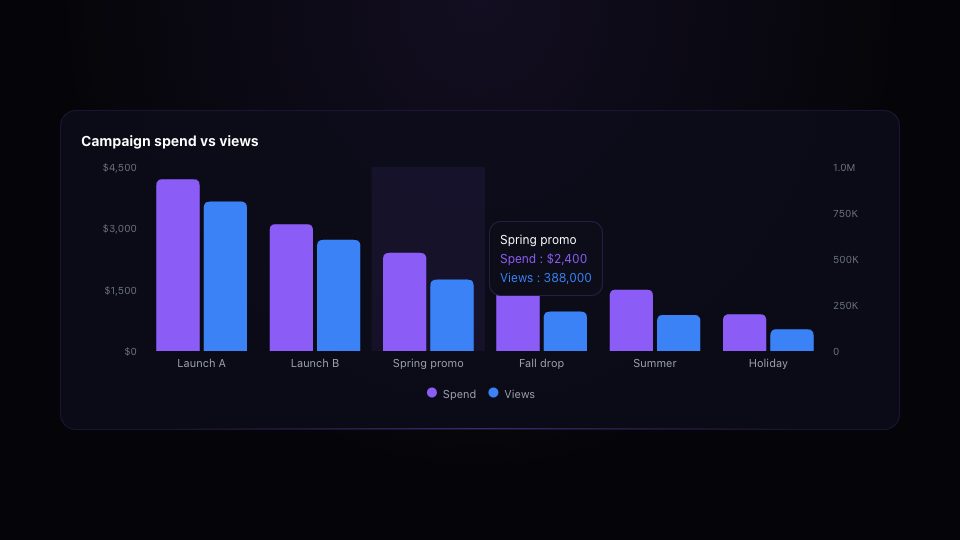 Campaign spend vs views
$4,500
$3,000
$1,500
$0
1.0M
750K
500K
250K
0
Spring promo
Spend : $2,400
Views : 388,000
Launch A
Launch B
Spring promo
Fall drop
Summer
Holiday
Spend
Views